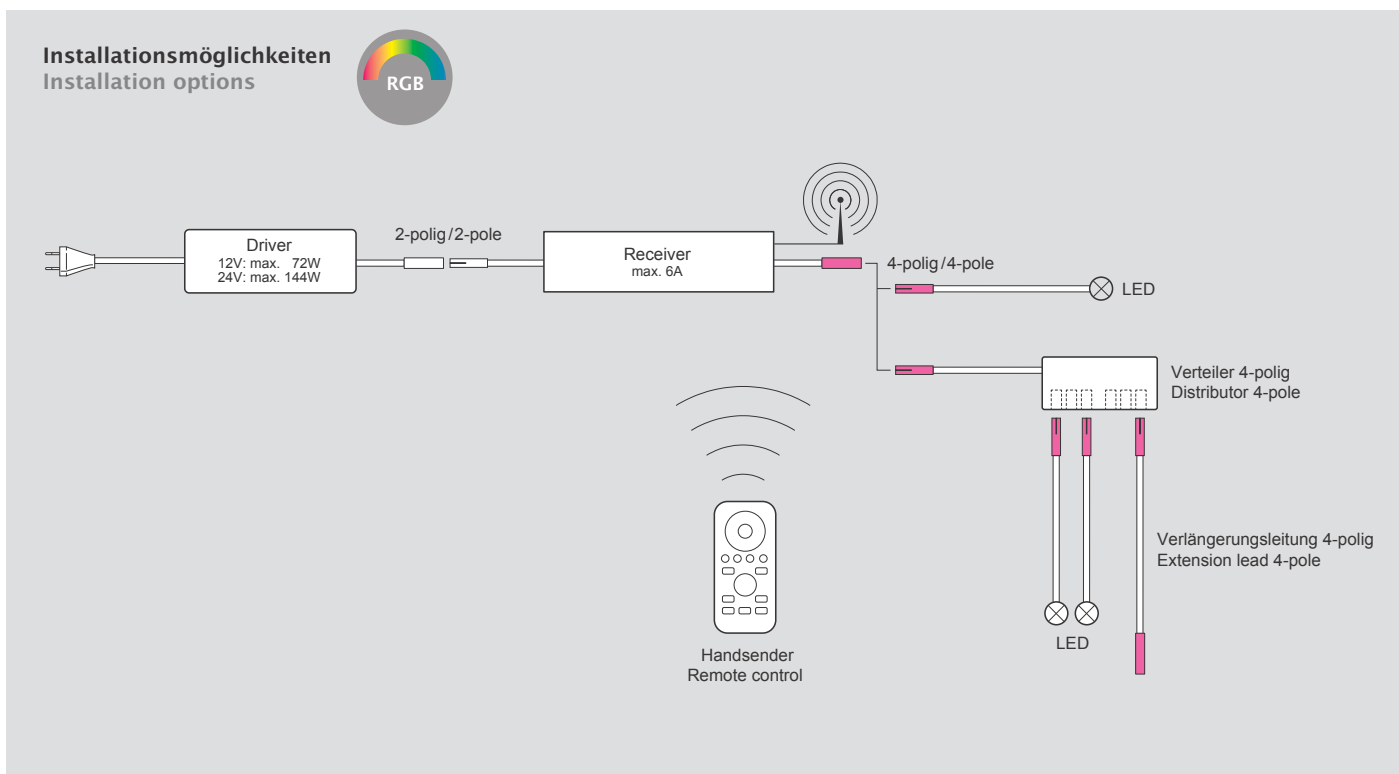 Installationsmöglichkeiten
Installation options
RGB
Driver
12V: max. 72W
24V: max. 144W
2-polig/2-pole
Receiver
max. 6A
4-polig/4-pole
LED
Verteiler 4-polig
Distributor 4-pole
Verlängerungsleitung 4-polig
Extension lead 4-pole
LED
Handsender
Remote control